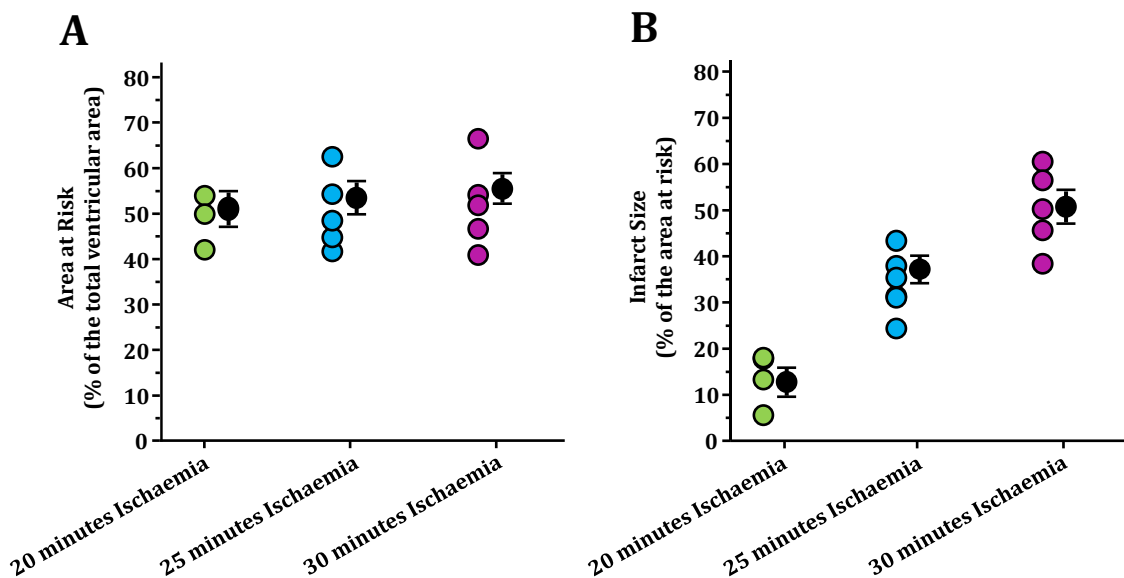 A
Area at Risk
(% of the total ventricular area)
80
70
60
50
40
30
20
10
0
20 minutes Ischaemia
25 minutes Ischaemia
30 minutes Ischaemia
B
Infarct Size
(% of the area at risk)
80
70
60
50
40
30
20
10
0
20 minutes Ischaemia
25 minutes Ischaemia
30 minutes Ischaemia